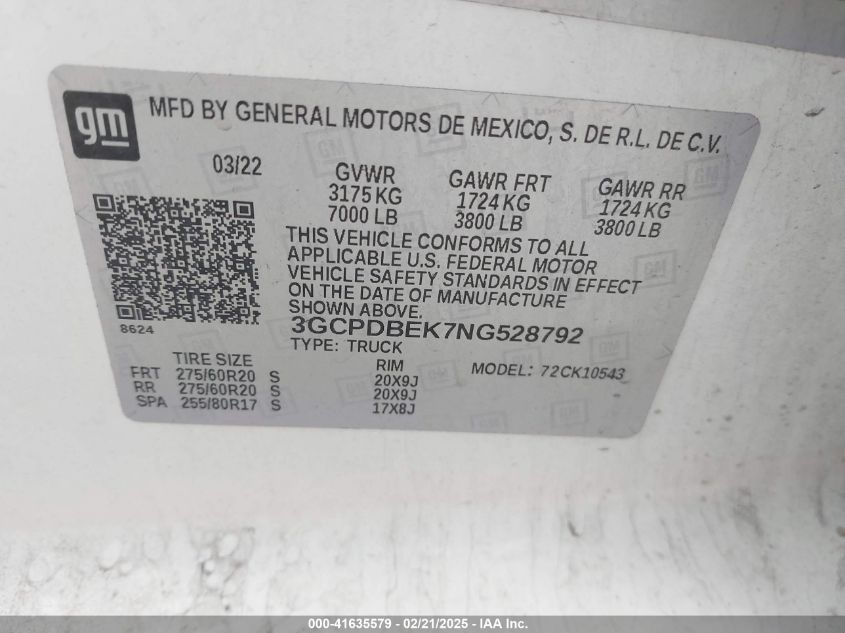 gm
MFD BY GENERAL MOTORS DE MEXICO, S. DE R.L. DE C.V.
03/22
GVWR
3175 KG
7000 LB
GAWR FRT
1724 KG
3800 LB
GAWR RR
1724 KG
3800 LB
THIS VEHICLE CONFORMS TO ALL
APPLICABLE U.S. FEDERAL MOTOR
VEHICLE SAFETY STANDARDS IN EFFECT
ON THE DATE OF MANUFACTURE
SHOWN ABOVE.
8624
3GCPDBEK7NG528792
TYPE: TRUCK
TIRE SIZE RIM MODEL: 72CK10543
FRT 275/60R20 S 20X9J
RR 275/60R20 S 20X9J
SPA 255/80R17 S 17X8J
000-41635579 - 02/21/2025 - IAA Inc.